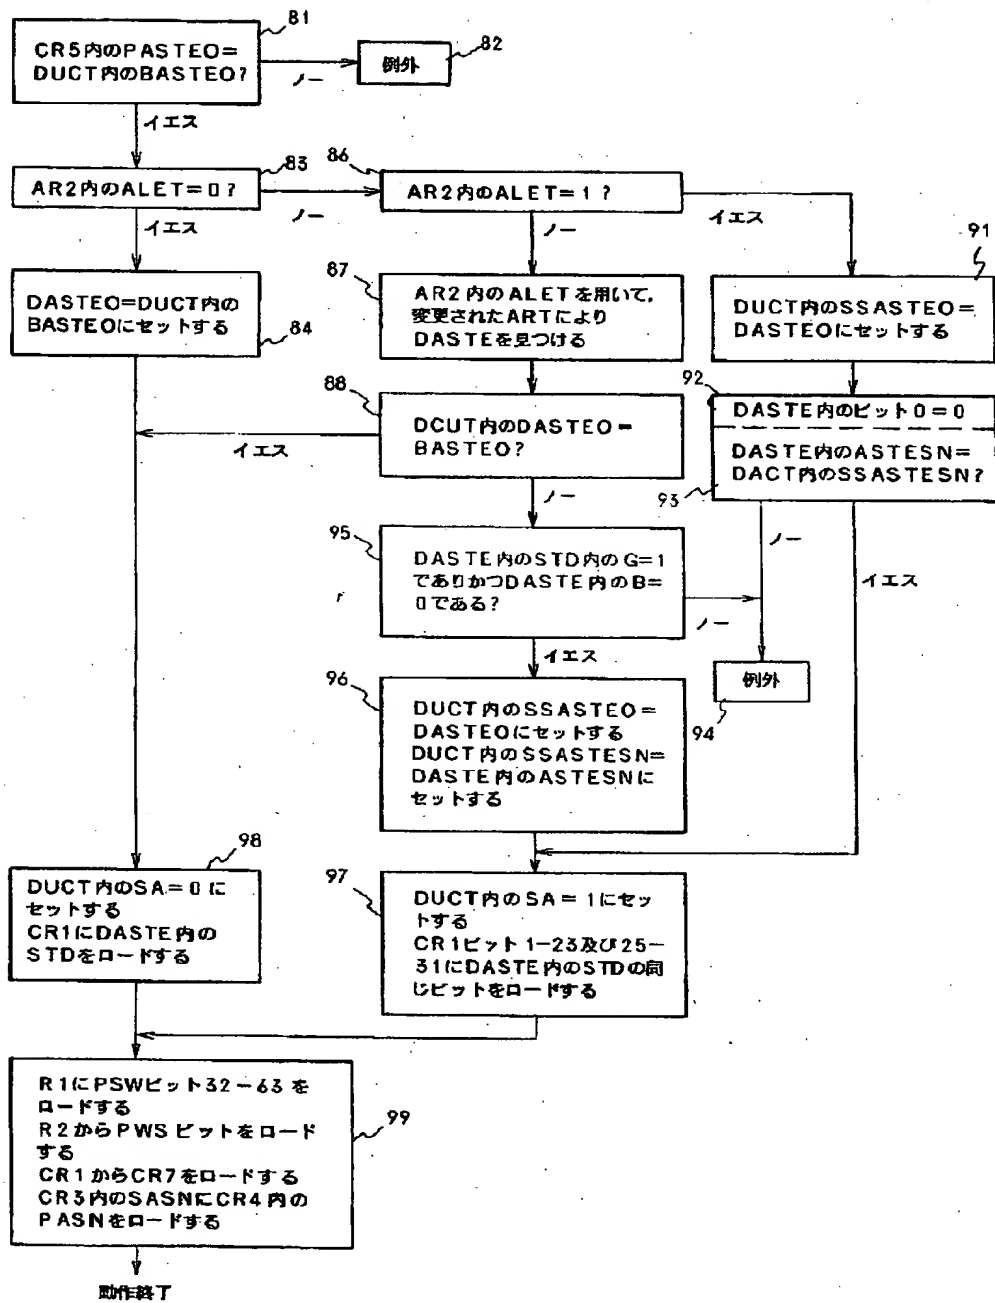 81
CR5内のPASTEO=
DUCT内のBASTEO?
82
例外
ノー
イエス
83
AR2内のALET=0?
ノー
イエス
86
AR2内のALET=1?
イエス
ノー
84
DASTEO=DUCT内の
BASTEOにセットする
87
AR2内のALETを用いて,
変更されたARTにより
DASTEを見つける
91
DUCT内のSSASTEO=
DASTEOにセットする
88
DCUT内のDASTEO=
BASTEO?
イエス
ノー
92
DASTE内のビット0=0
93
DASTE内のASTESN=
DACT内のSSASTESN?
ノー
イエス
95
DASTE内のSTD内のG=1
でありかつDASTE内のB=
0である?
ノー
イエス
94
例外
96
DUCT内のSSASTEO=
DASTEOにセットする
DUCT内のSSASTESN=
DASTE内のASTESNに
セットする
98
DUCT内のSA=0に
セットする
CR1にDASTE内の
STDをロードする
97
DUCT内のSA=1にセッ
トする
CR1ビット1-23及び25-
31にDASTE内のSTDの同
じビットをロードする
99
R1にPSWビット32-63を
ロードする
R2からPWSビットをロード
する
CR1からCR7をロードする
CR3内のSASNにCR4内の
PASNをロードする
動作終了